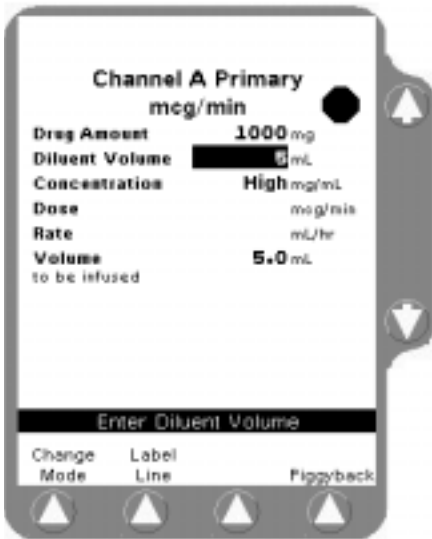 Channel A Primary
mcg/min
Drug Amount 1000 mg
Diluent Volume 5 mL
Concentration High mg/mL
Dose mcg/min
Rate mL/hr
Volume 5.0 mL
to be infused
Enter Diluent Volume
Change Label
Mode Line Piggyback